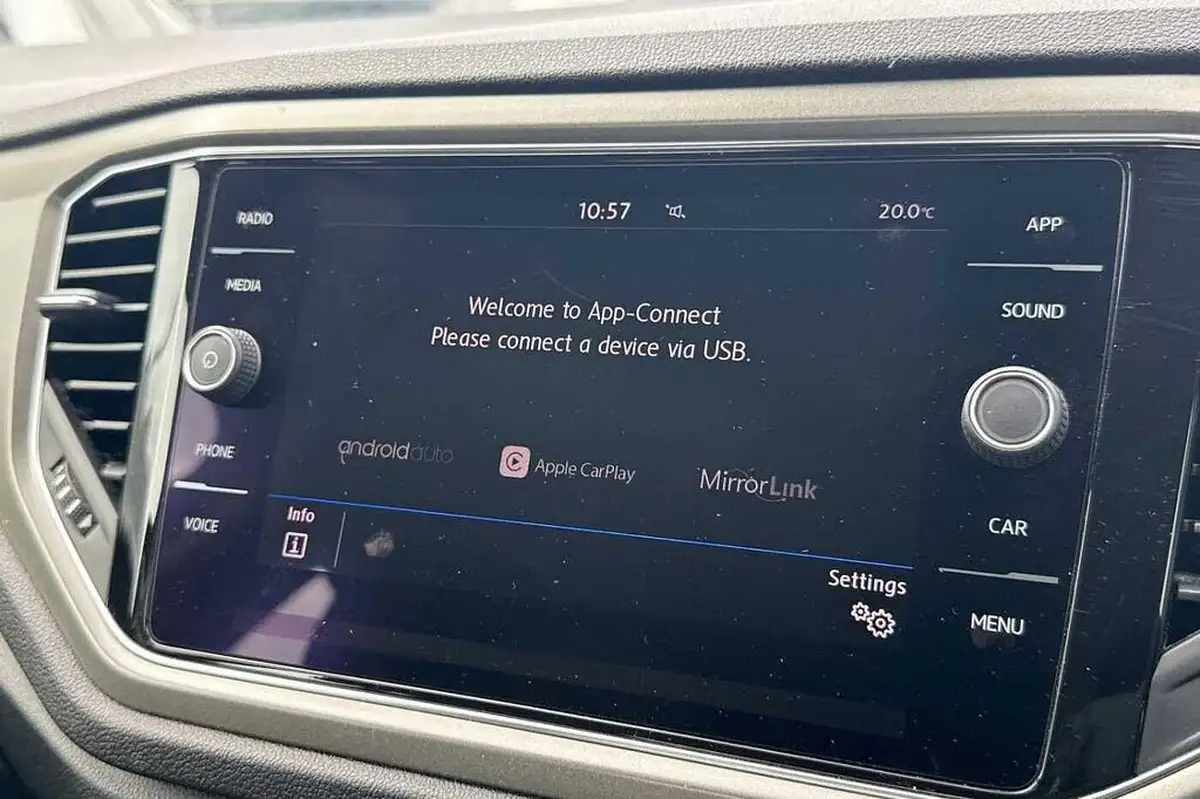 RADIO
MEDIA
PHONE
VOICE
10:57
20.0°C
Welcome to App-Connect
Please connect a device via USB.
androidauto
Apple CarPlay
MirrorLink
Info
i
Settings
APP
SOUND
CAR
MENU